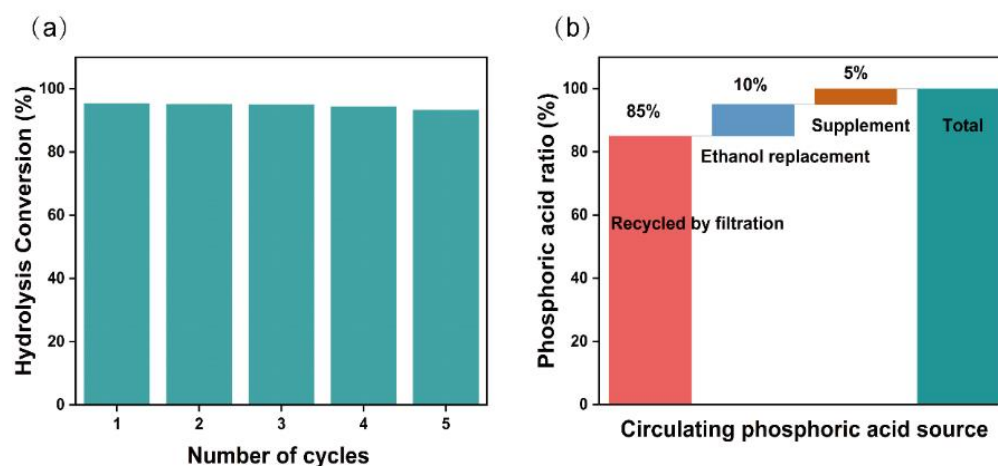 （a）
Hydrolysis Conversion (%)
100
80
60
40
20
0
1 2 3 4 5
Number of cycles
（b）
Phosphoric acid ratio (%)
100
80
60
40
20
0
85%
10%
5%
Supplement
Total
Ethanol replacement
Recycled by filtration
Circulating phosphoric acid source